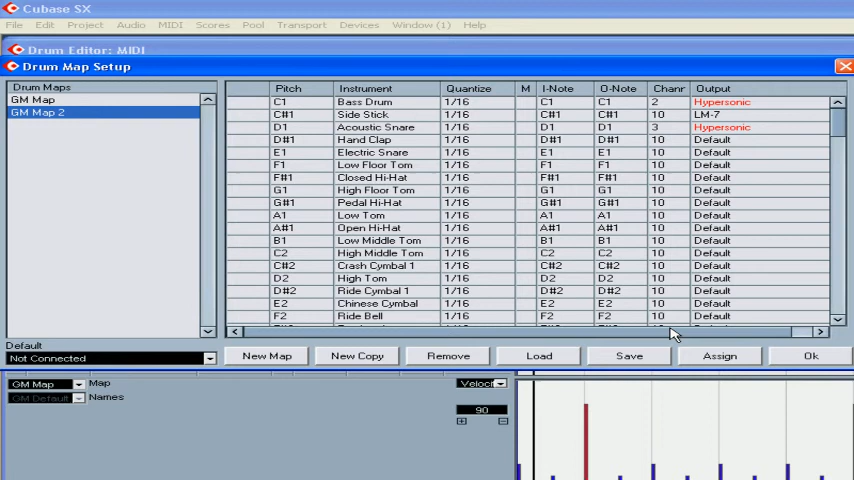 Cubase SX
File Edit Project Audio MIDI Scores Pool Transport Devices Window (1) Help
Drum Editor: MIDI
Drum Map Setup
Drum Maps
GM Map
GM Map 2
Pitch Instrument Quantize M I-Note O-Note Chanr Output
C1 Bass Drum 1/16 C1 C1 2 Hypersonic
C#1 Side Stick 1/16 C#1 C#1 10 LM-7
D1 Acoustic Snare 1/16 D1 D1 3 Hypersonic
D#1 Hand Clap 1/16 D#1 D#1 10 Default
E1 Electric Snare 1/16 E1 E1 10 Default
F1 Low Floor Tom 1/16 F1 F1 10 Default
F#1 Closed Hi-Hat 1/16 F#1 F#1 10 Default
G1 High Floor Tom 1/16 G1 G1 10 Default
G#1 Pedal Hi-Hat 1/16 G#1 G#1 10 Default
A1 Low Tom 1/16 A1 A1 10 Default
A#1 Open Hi-Hat 1/16 A#1 A#1 10 Default
B1 Low Middle Tom 1/16 B1 B1 10 Default
C2 High Middle Tom 1/16 C2 C2 10 Default
C#2 Crash Cymbal 1 1/16 C#2 C#2 10 Default
D2 High Tom 1/16 D2 D2 10 Default
D#2 Ride Cymbal 1 1/16 D#2 D#2 10 Default
E2 Chinese Cymbal 1/16 E2 E2 10 Default
F2 Ride Bell 1/16 F2 F2 10 Default
Default
Not Connected
New Map New Copy Remove Load Save Assign Ok
GM Map Map Veloci
GM Default Names
90